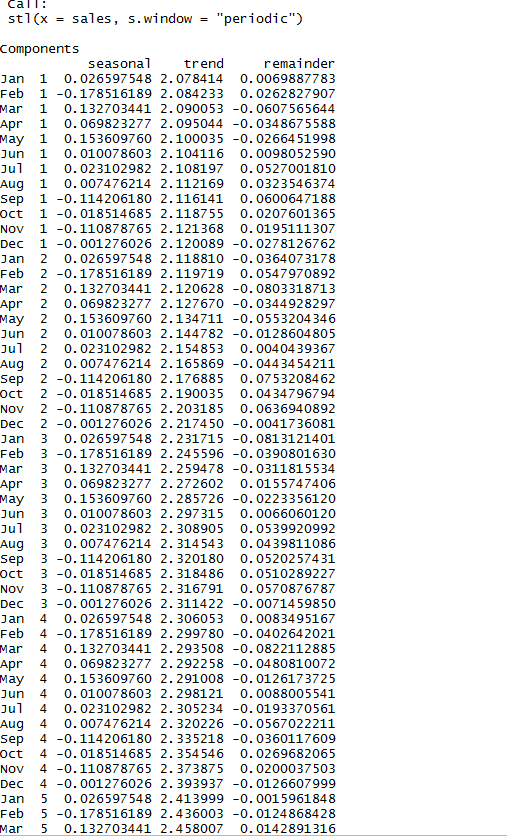 Call:
stl(x = sales, s.window = "periodic")
Components
seasonal trend remainder
Jan 1 0.026597548 2.078414 0.0069887783
Feb 1 -0.178516189 2.084233 0.0262827907
Mar 1 0.132703441 2.090053 -0.0607565644
Apr 1 0.069823277 2.095044 -0.0348675588
May 1 0.153609760 2.100035 -0.0266451998
Jun 1 0.010078603 2.104116 0.0098052590
Jul 1 0.023102982 2.108197 0.0527001810
Aug 1 0.007476214 2.112169 0.0323546374
Sep 1 -0.114206180 2.116141 0.0600647188
Oct 1 -0.018514685 2.118755 0.0207601365
Nov 1 -0.110878765 2.121368 0.0195111307
Dec 1 -0.001276026 2.120089 -0.0278126762
Jan 2 0.026597548 2.118810 -0.0364073178
Feb 2 -0.178516189 2.119719 0.0547970892
Mar 2 0.132703441 2.120628 -0.0803318713
Apr 2 0.069823277 2.127670 -0.0344928297
May 2 0.153609760 2.134711 -0.0553204346
Jun 2 0.010078603 2.144782 -0.0128604805
Jul 2 0.023102982 2.154853 0.0040439367
Aug 2 0.007476214 2.165869 -0.0443454211
Sep 2 -0.114206180 2.176885 0.0753208462
Oct 2 -0.018514685 2.190035 0.0434796794
Nov 2 -0.110878765 2.203185 0.0636940892
Dec 2 -0.001276026 2.217450 -0.0041736081
Jan 3 0.026597548 2.231715 -0.0813121401
Feb 3 -0.178516189 2.245596 -0.0390801630
Mar 3 0.132703441 2.259478 -0.0311815534
Apr 3 0.069823277 2.272602 0.0155747406
May 3 0.153609760 2.285726 -0.0223356120
Jun 3 0.010078603 2.297315 0.0066060120
Jul 3 0.023102982 2.308905 0.0539920992
Aug 3 0.007476214 2.314543 0.0439811086
Sep 3 -0.114206180 2.320180 0.0520257431
Oct 3 -0.018514685 2.318486 0.0510289227
Nov 3 -0.110878765 2.316791 0.0570876787
Dec 3 -0.001276026 2.311422 -0.0071459850
Jan 4 0.026597548 2.306053 0.0083495167
Feb 4 -0.178516189 2.299780 -0.0402642021
Mar 4 0.132703441 2.293508 -0.0822112885
Apr 4 0.069823277 2.292258 -0.0480810072
May 4 0.153609760 2.291008 -0.0126173725
Jun 4 0.010078603 2.298121 0.0088005541
Jul 4 0.023102982 2.305234 -0.0193370561
Aug 4 0.007476214 2.320226 -0.0567022211
Sep 4 -0.114206180 2.335218 -0.0360117609
Oct 4 -0.018514685 2.354546 0.0269682065
Nov 4 -0.110878765 2.373875 0.0200037503
Dec 4 -0.001276026 2.393937 -0.0126607999
Jan 5 0.026597548 2.413999 -0.0015961848
Feb 5 -0.178516189 2.436003 -0.0124868428
Mar 5 0.132703441 2.458007 0.0142891316